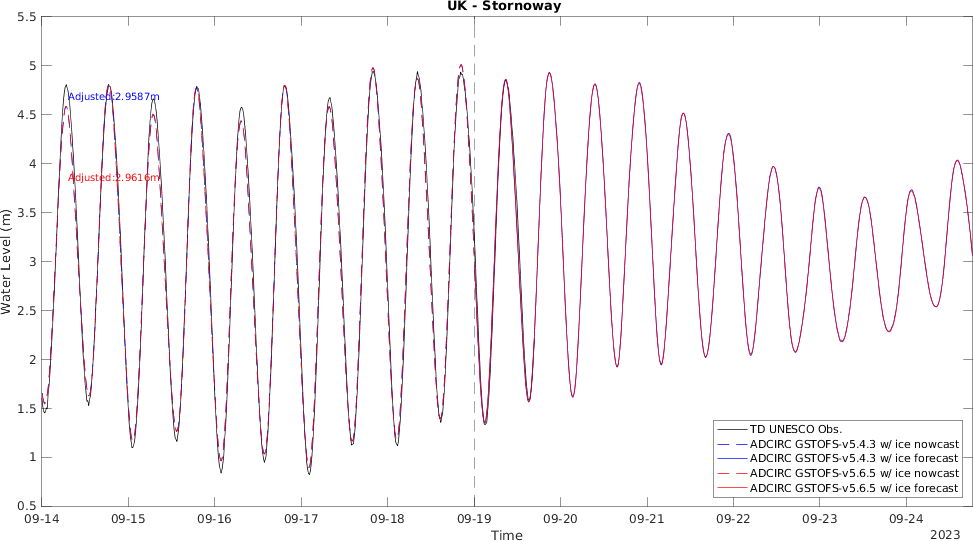 UK - Stornoway
5.5
5
4.5
4
3.5
3
2.5
2
1.5
1
0.5
Water Level (m)
Adjusted:2.9587m
Adjusted:2.9616m
TD UNESCO Obs.
ADCIRC GSTOFS-v5.4.3 w/ ice nowcast
ADCIRC GSTOFS-v5.4.3 w/ ice forecast
ADCIRC GSTOFS-v5.6.5 w/ ice nowcast
ADCIRC GSTOFS-v5.6.5 w/ ice forecast
09-14 09-15 09-16 09-17 09-18 09-19 09-20 09-21 09-22 09-23 09-24
Time
2023